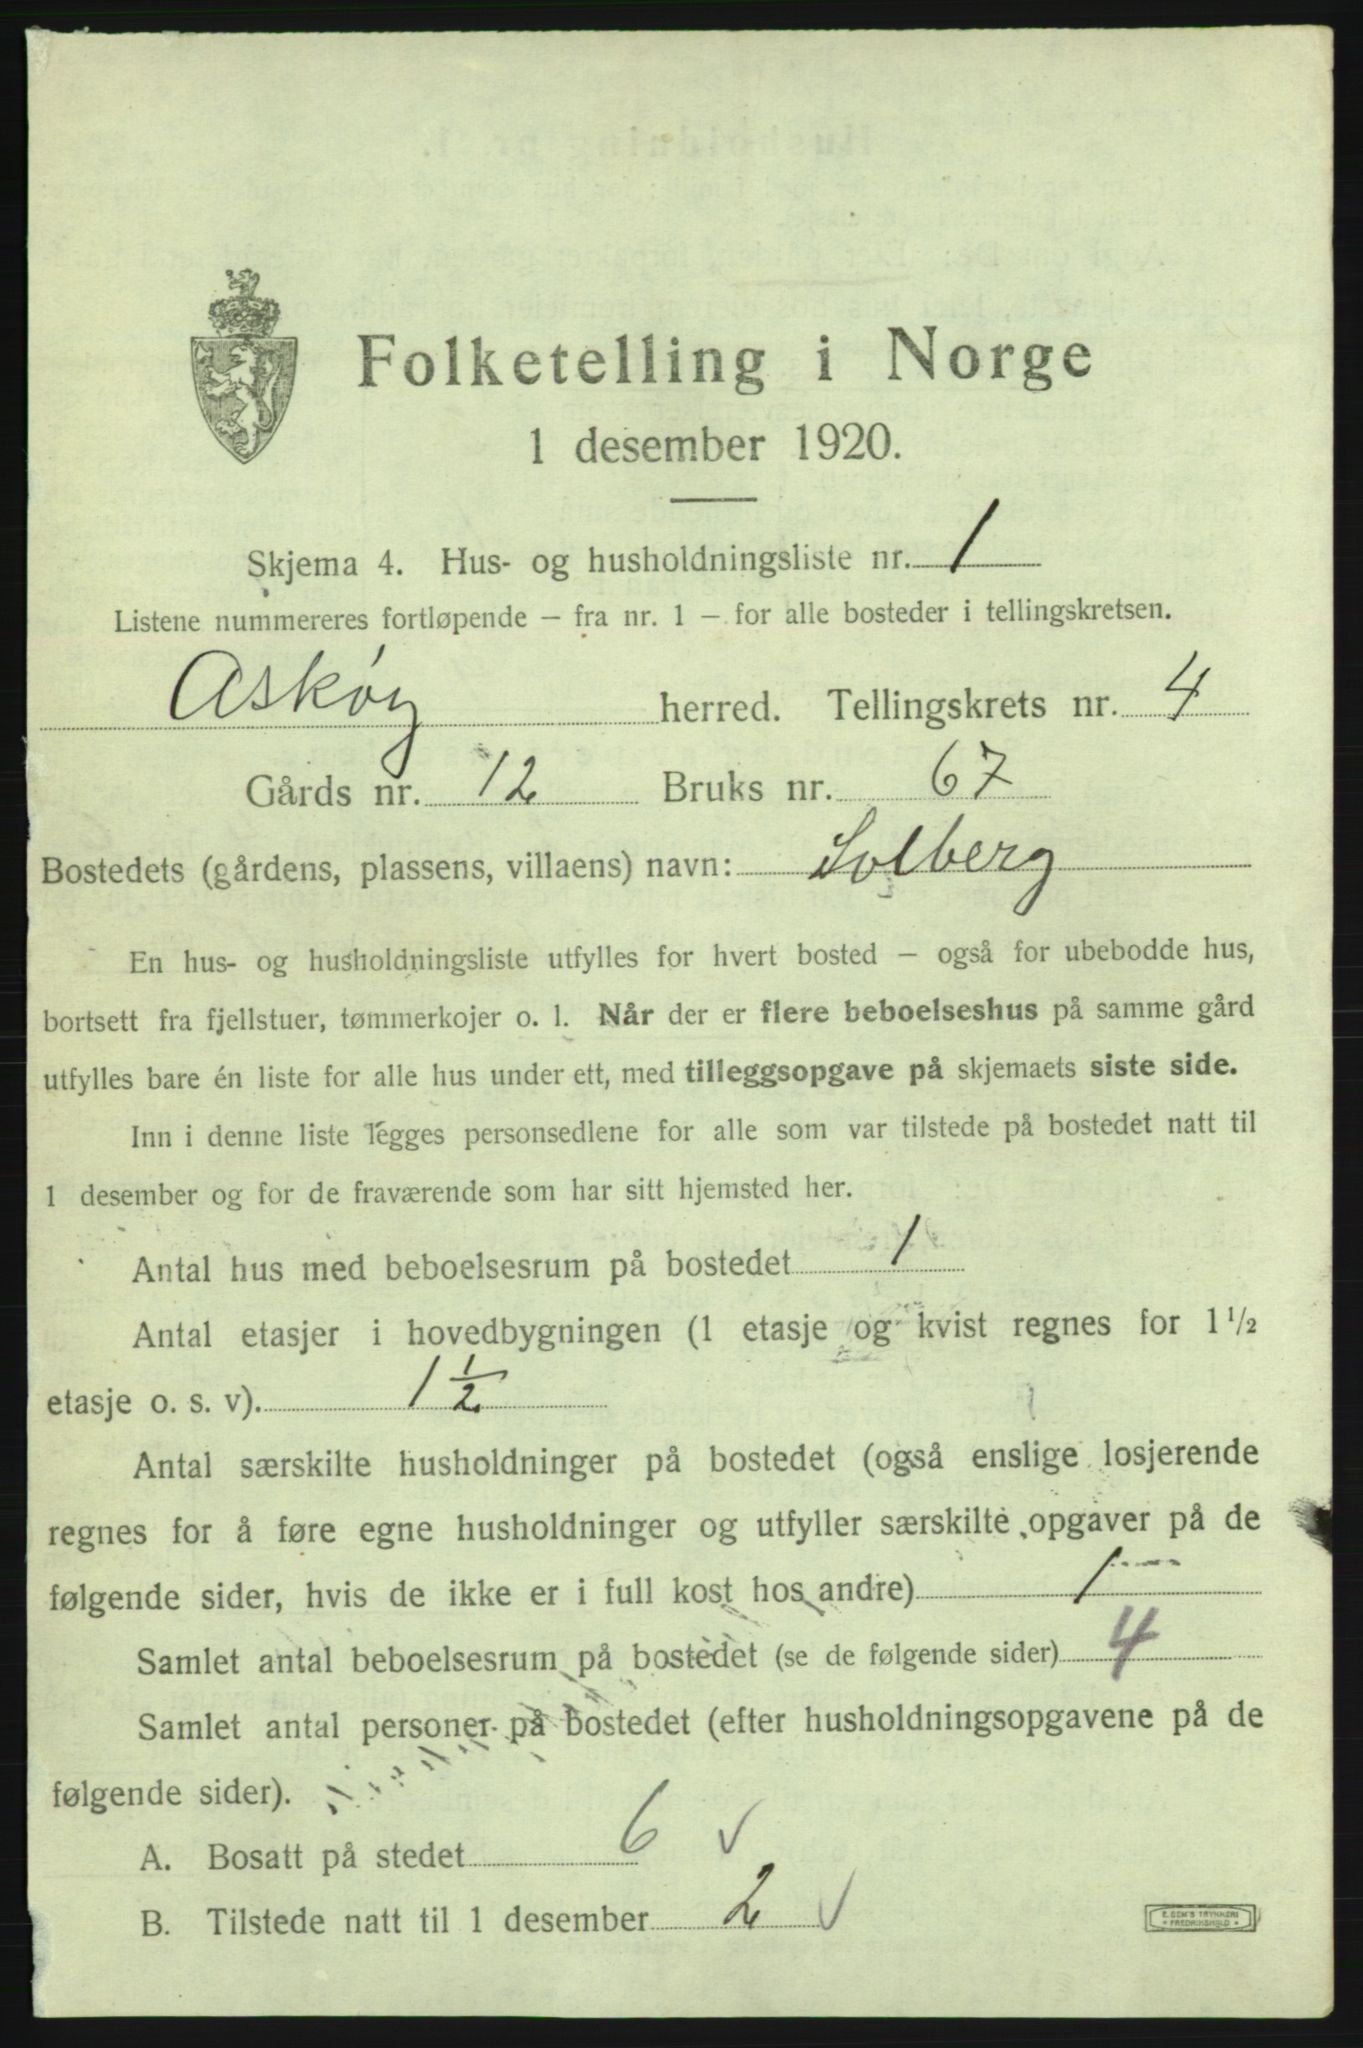 Folketelling i Norge
1 desember 1920.
Skjema 4. Hus- og husholdningsliste nr. 1
Listene nummereres fortløpende – fra nr. 1 – for alle bosteder i tellingskretsen.
Askøy herred. Tellingskrets nr. 4
Gårds nr. 12 Bruks nr. 67
Bostedets (gårdens, plassens, villaens) navn: Solberg
En hus- og husholdningsliste utfylles for hvert bosted – også for ubebodde hus,
bortsett fra fjellstuer, tømmerkojer o. l. Når der er flere beboelseshus på samme gård
utfylles bare én liste for alle hus under ett, med tilleggsopgave på skjemaets siste side.
Inn i denne liste legges personsedlene for alle som var tilstede på bostedet natt til
1 desember og for de fraværende som har sitt hjemsted her.
Antal hus med beboelsesrum på bostedet 1
Antal etasjer i hovedbygningen (1 etasje og kvist regnes for 1 1/2
etasje o. s. v). 1 1/2
Antal særskilte husholdninger på bostedet (også enslige losjerende
regnes for å føre egne husholdninger og utfyller særskilte opgaver på de
følgende sider, hvis de ikke er i full kost hos andre) 1
Samlet antal beboelsesrum på bostedet (se de følgende sider) 4
Samlet antal personer på bostedet (efter husholdningsopgavene på de
følgende sider).
A. Bosatt på stedet 6 ✓
B. Tilstede natt til 1 desember 2 ✓
E. SEM'S TRYKKERI
FREDRIKSHALD